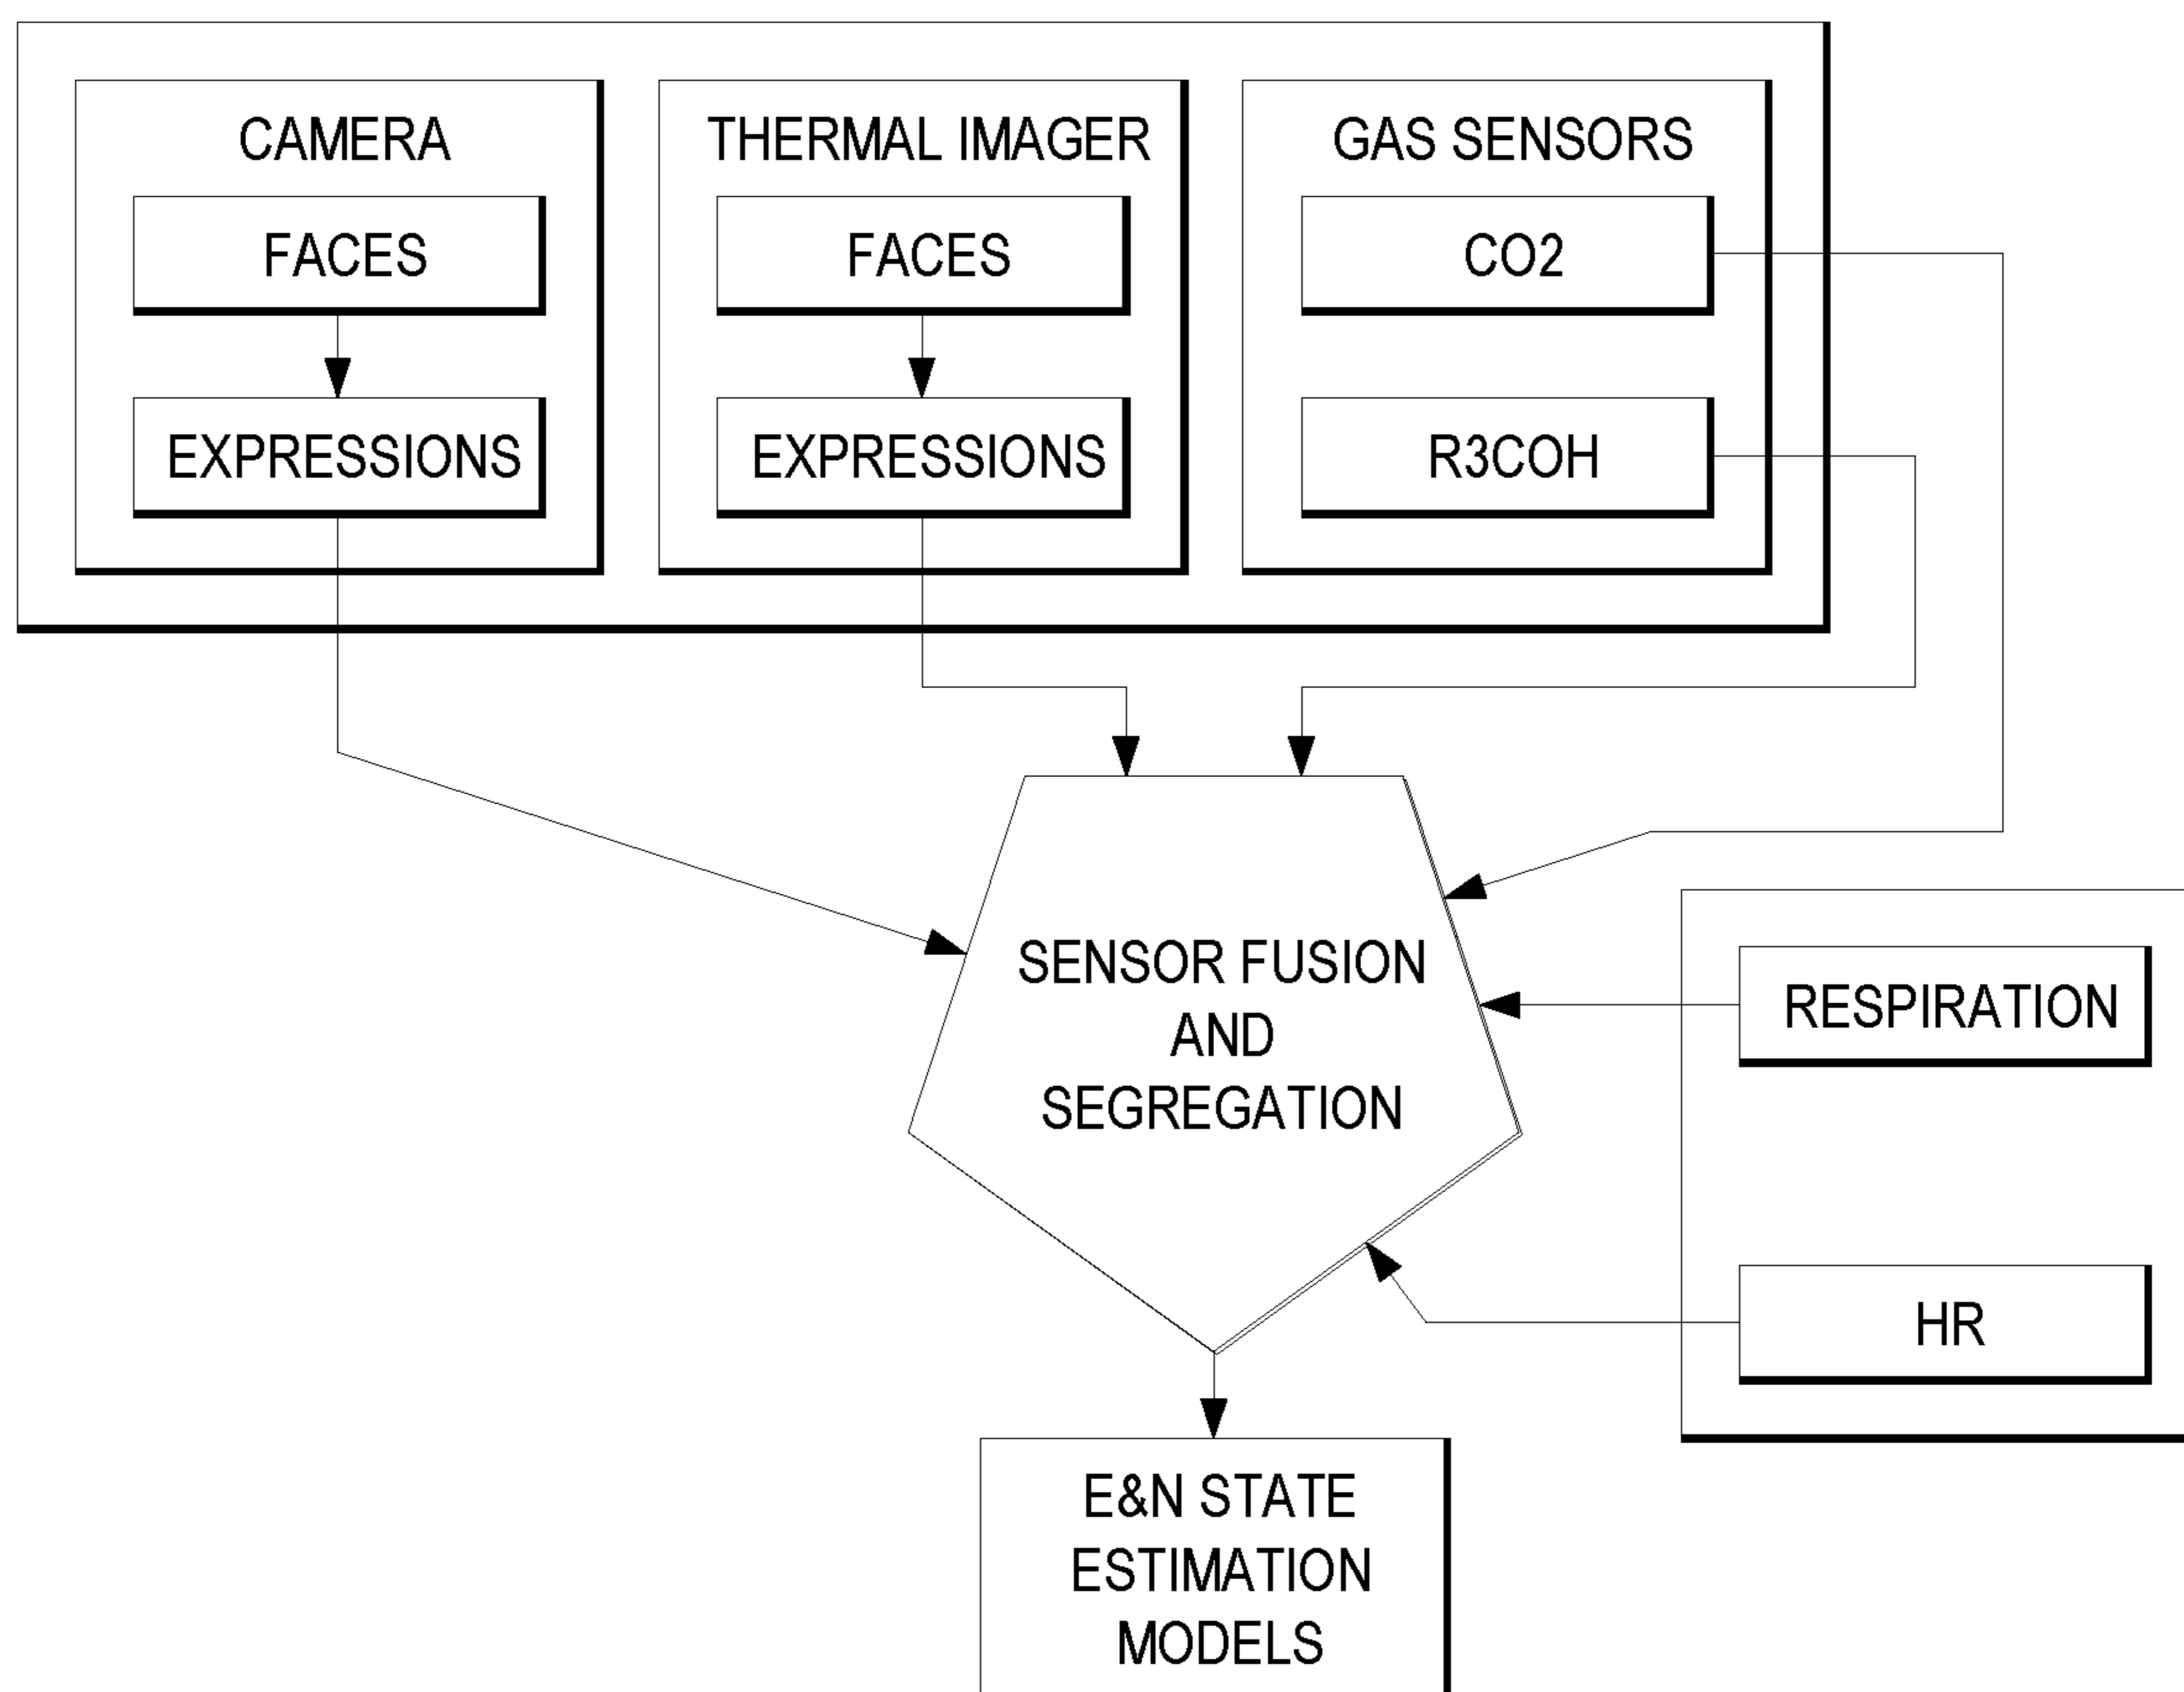 CAMERA
FACES
EXPRESSIONS
THERMAL IMAGER
FACES
EXPRESSIONS
GAS SENSORS
CO2
R3COH
SENSOR FUSION
AND
SEGREGATION
RESPIRATION
HR
E&N STATE
ESTIMATION
MODELS